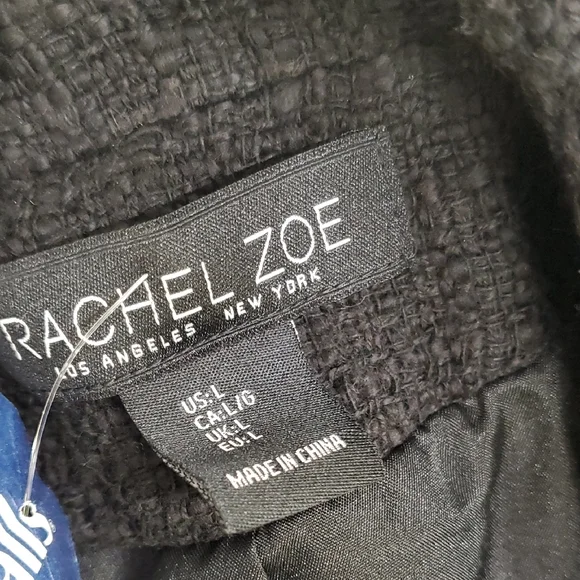 RACHEL ZOE
LOS ANGELES NEW YORK
US: L
CA: L/G
UK: L
EU: L
MADE IN CHINA